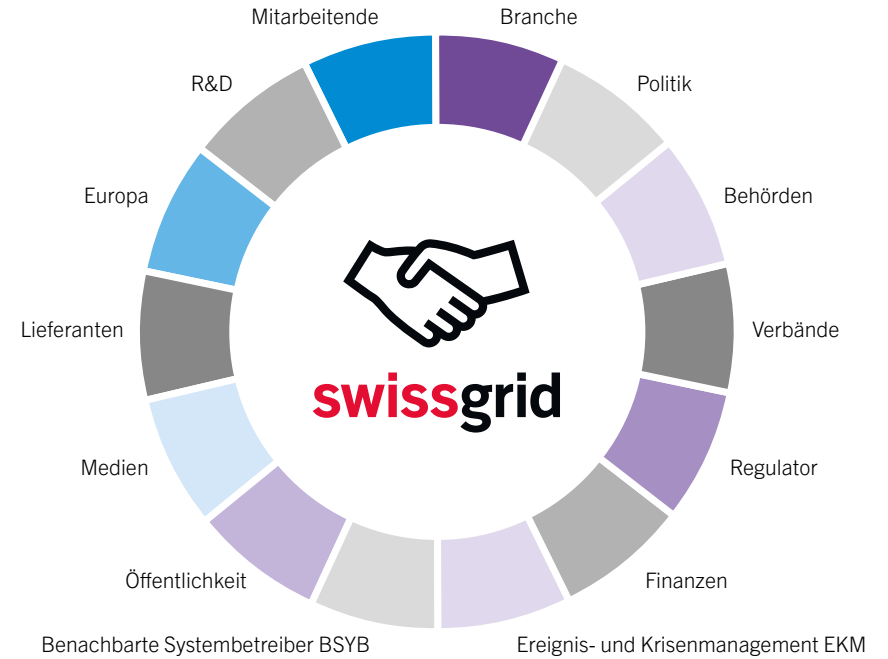 Mitarbeitende
Branche
R&D
Politik
Europa
Behörden
Lieferanten
Verbände
swissgrid
Medien
Regulator
Öffentlichkeit
Finanzen
Benachbarte Systembetreiber BSYB
Ereignis- und Krisenmanagement EKM